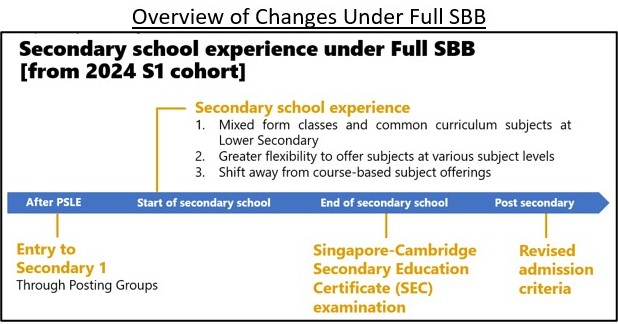 Overview of Changes Under Full SBB
Secondary school experience under Full SBB
[from 2024 S1 cohort]
Secondary school experience
1. Mixed form classes and common curriculum subjects at
Lower Secondary
2. Greater flexibility to offer subjects at various subject levels
3. Shift away from course-based subject offerings
After PSLE
Start of secondary school
End of secondary school
Post secondary
Entry to
Secondary 1
Through Posting Groups
Singapore-Cambridge
Secondary Education
Certificate (SEC)
examination
Revised
admission
criteria